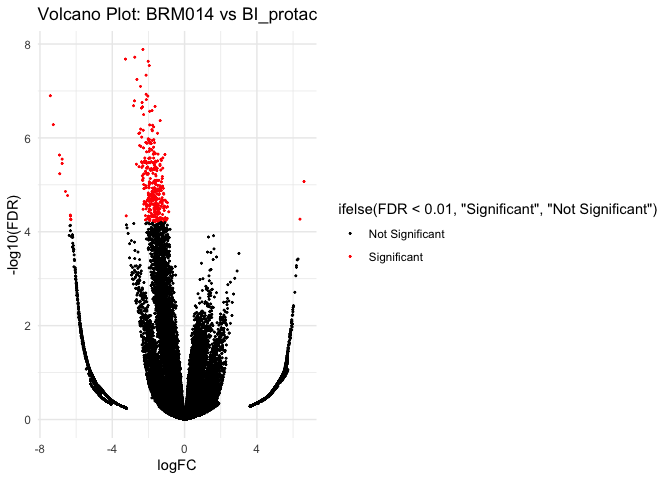 Volcano Plot: BRM014 vs BI_protac
8
6
4
2
0
-log10(FDR)
-8
-4
0
4
logFC
ifelse(FDR < 0.01, "Significant", "Not Significant")
Not Significant
Significant